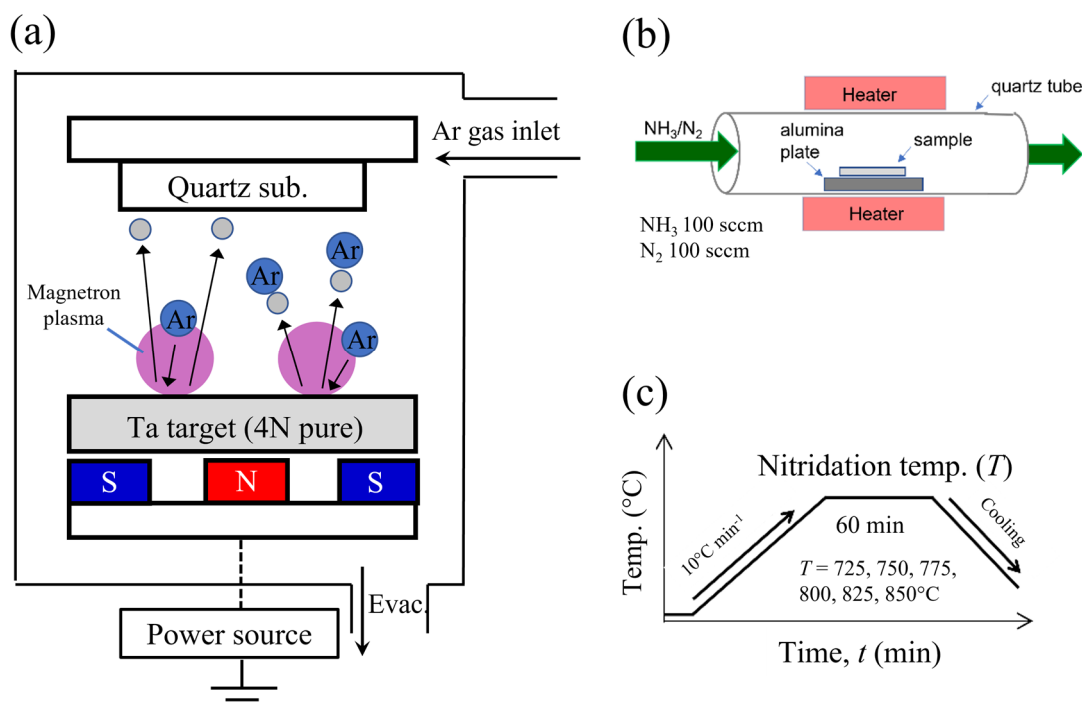 (a)
Ar gas inlet
Quartz sub.
Ar
Ar
Magnetron
plasma
Ar
Ar
Ta target (4N pure)
S
N
S
Evac.
Power source
(b)
Heater
quartz tube
NH₃/N₂
alumina
plate
sample
Heater
NH₃ 100 sccm
N₂ 100 sccm
(c)
Temp. (°C)
Nitridation temp. (T)
10°C min⁻¹
60 min
Cooling
T = 725, 750, 775,
800, 825, 850°C
Time, t (min)